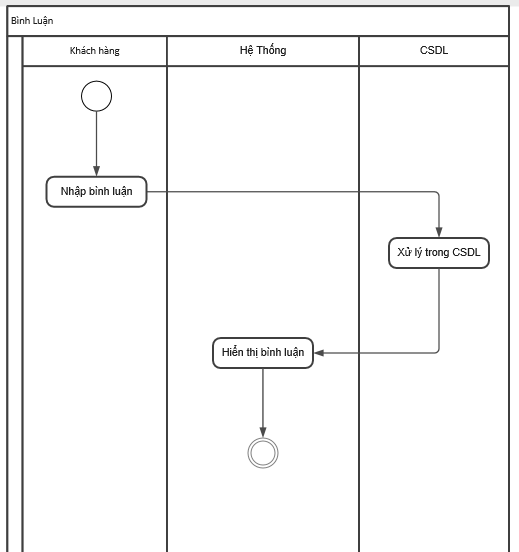 Bình Luận
Khách hàng
Hệ Thống
CSDL
Nhập bình luận
Xử lý trong CSDL
Hiển thị bình luận